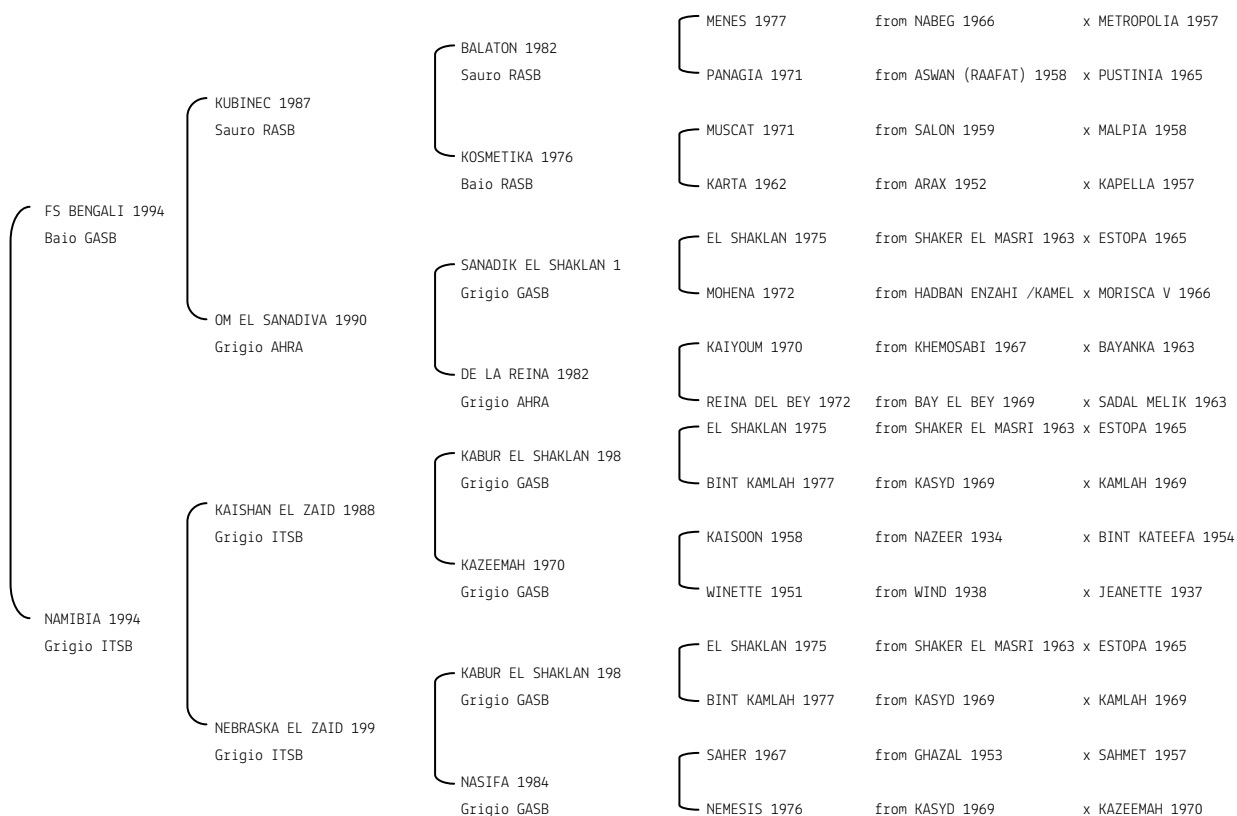 MENES 1977 from NABEG 1966 x METROPOLIA 1957
BALATON 1982
Sauro RASB
PANAGIA 1971 from ASWAN (RAAFAT) 1958 x PUSTINIA 1965
KUBINEC 1987
Sauro RASB
MUSCAT 1971 from SALON 1959 x MALPIA 1958
KOSMETIKA 1976
Baio RASB
KARTA 1962 from ARAX 1952 x KAPELLA 1957
FS BENGALI 1994
Baio GASB
EL SHAKLAN 1975 from SHAKER EL MASRI 1963 x ESTOPA 1965
SANADIK EL SHAKLAN 1
Grigio GASB
MOHENA 1972 from HADBAN ENZAHI /KAMEL x MORISCA V 1966
OM EL SANADIVA 1990
Grigio AHRA
KAIYOUM 1970 from KHEMOSABI 1967 x BAYANKA 1963
DE LA REINA 1982
Grigio AHRA
REINA DEL BEY 1972 from BAY EL BEY 1969 x SADAL MELIK 1963
EL SHAKLAN 1975 from SHAKER EL MASRI 1963 x ESTOPA 1965
KABUR EL SHAKLAN 198
Grigio GASB
BINT KAMLAH 1977 from KASYD 1969 x KAMLAH 1969
KAISHAN EL ZAID 1988
Grigio ITSB
KAISOON 1958 from NAZEER 1934 x BINT KATEEFA 1954
KAZEEMAH 1970
Grigio GASB
WINETTE 1951 from WIND 1938 x JEANETTE 1937
NAMIBIA 1994
Grigio ITSB
EL SHAKLAN 1975 from SHAKER EL MASRI 1963 x ESTOPA 1965
KABUR EL SHAKLAN 198
Grigio GASB
BINT KAMLAH 1977 from KASYD 1969 x KAMLAH 1969
NEBRASKA EL ZAID 199
Grigio ITSB
SAHER 1967 from GHAZAL 1953 x SAHMET 1957
NASIFA 1984
Grigio GASB
NEMESIS 1976 from KASYD 1969 x KAZEEMAH 1970